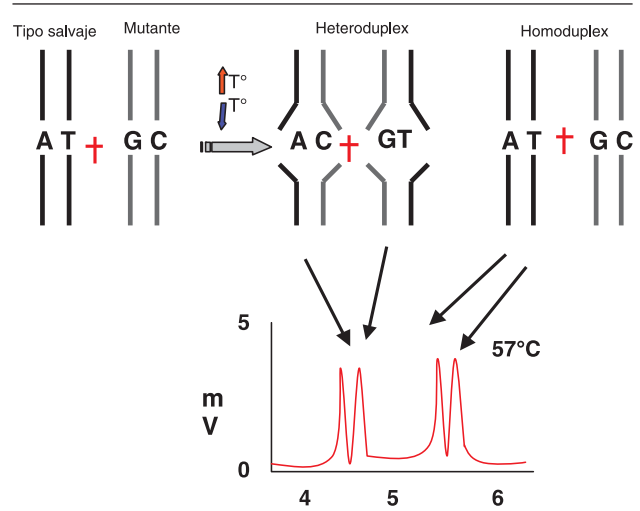 Tipo salvaje Mutante Heteroduplex Homoduplex
T°
T°
A T + G C A C + GT A T + G C
5 57°C
m
V
0
4 5 6